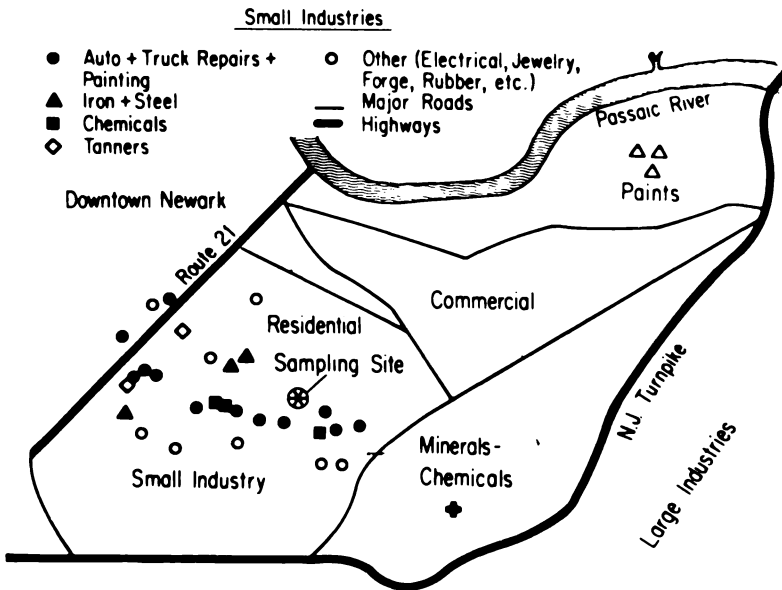 Small Industries
Auto + Truck Repairs +
Painting
Iron + Steel
Chemicals
Tanners
Other (Electrical, Jewelry,
Forge, Rubber, etc.)
Major Roads
Highways
Passaic River
Paints
Downtown Newark
Route 21
Commercial
Residential
Sampling Site
N.J. Turnpike
Minerals-
Chemicals
Small Industry
Large Industries